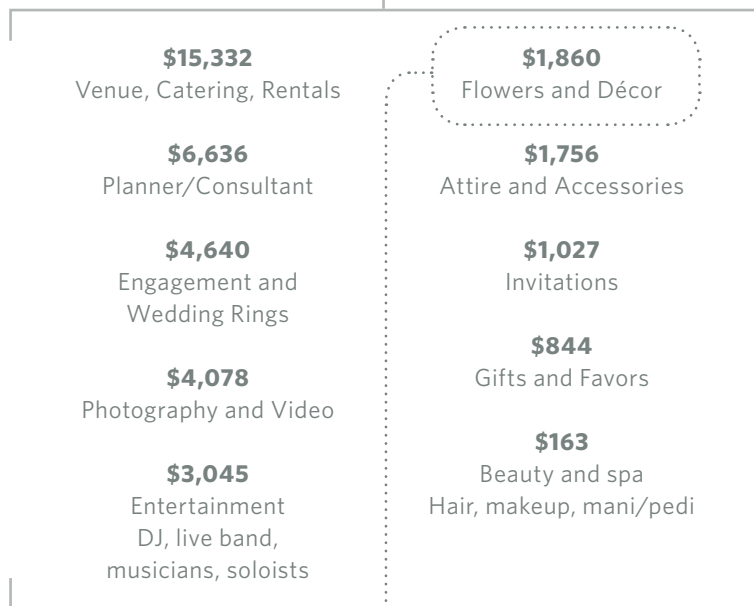 $15,332
Venue, Catering, Rentals
$6,636
Planner/Consultant
$4,640
Engagement and
Wedding Rings
$4,078
Photography and Video
$3,045
Entertainment
DJ, live band,
musicians, soloists
$1,860
Flowers and Décor
$1,756
Attire and Accessories
$1,027
Invitations
$844
Gifts and Favors
$163
Beauty and spa
Hair, makeup, mani/pedi